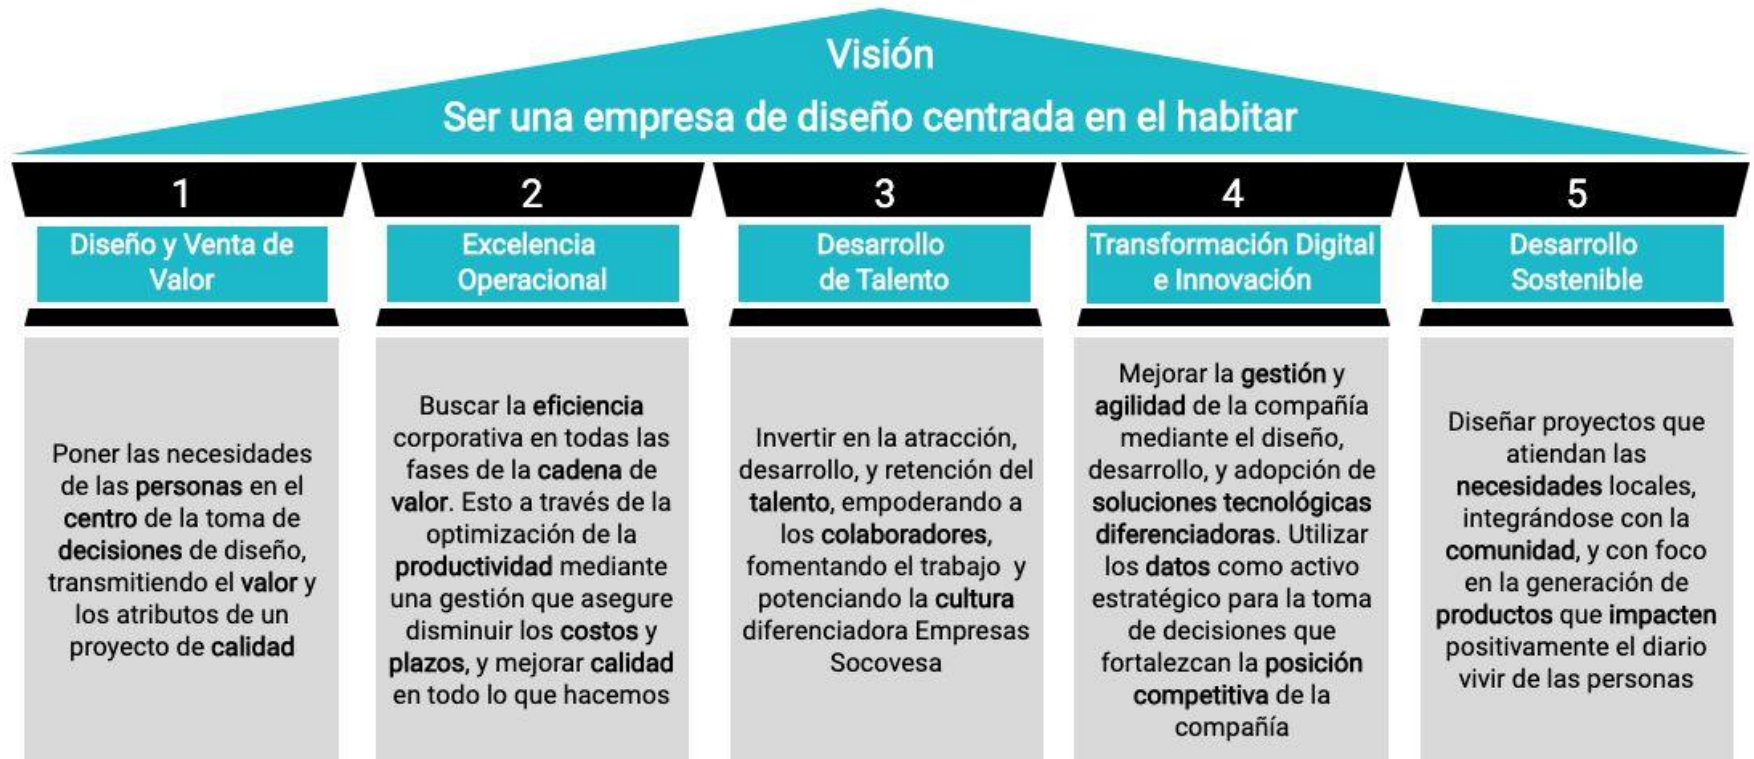 Visión
Ser una empresa de diseño centrada en el habitar
1
Diseño y Venta de
Valor
Poner las necesidades
de las personas en el
centro de la toma de
decisiones de diseño,
transmitiendo el valor y
los atributos de un
proyecto de calidad
2
Excelencia
Operacional
Buscar la eficiencia
corporativa en todas las
fases de la cadena de
valor. Esto a través de la
optimización de la
productividad mediante
una gestión que asegure
disminuir los costos y
plazos, y mejorar calidad
en todo lo que hacemos
3
Desarrollo
de Talento
Invertir en la atracción,
desarrollo, y retención del
talento, empoderando a
los colaboradores,
fomentando el trabajo y
potenciando la cultura
diferenciadora Empresas
Socovesa
4
Transformación Digital
e Innovación
Mejorar la gestión y
agilidad de la compañía
mediante el diseño,
desarrollo, y adopción de
soluciones tecnológicas
diferenciadoras. Utilizar
los datos como activo
estratégico para la toma
de decisiones que
fortalezcan la posición
competitiva de la
compañía
5
Desarrollo
Sostenible
Diseñar proyectos que
atiendan las
necesidades locales,
integrándose con la
comunidad, y con foco
en la generación de
productos que impacten
positivamente el diario
vivir de las personas